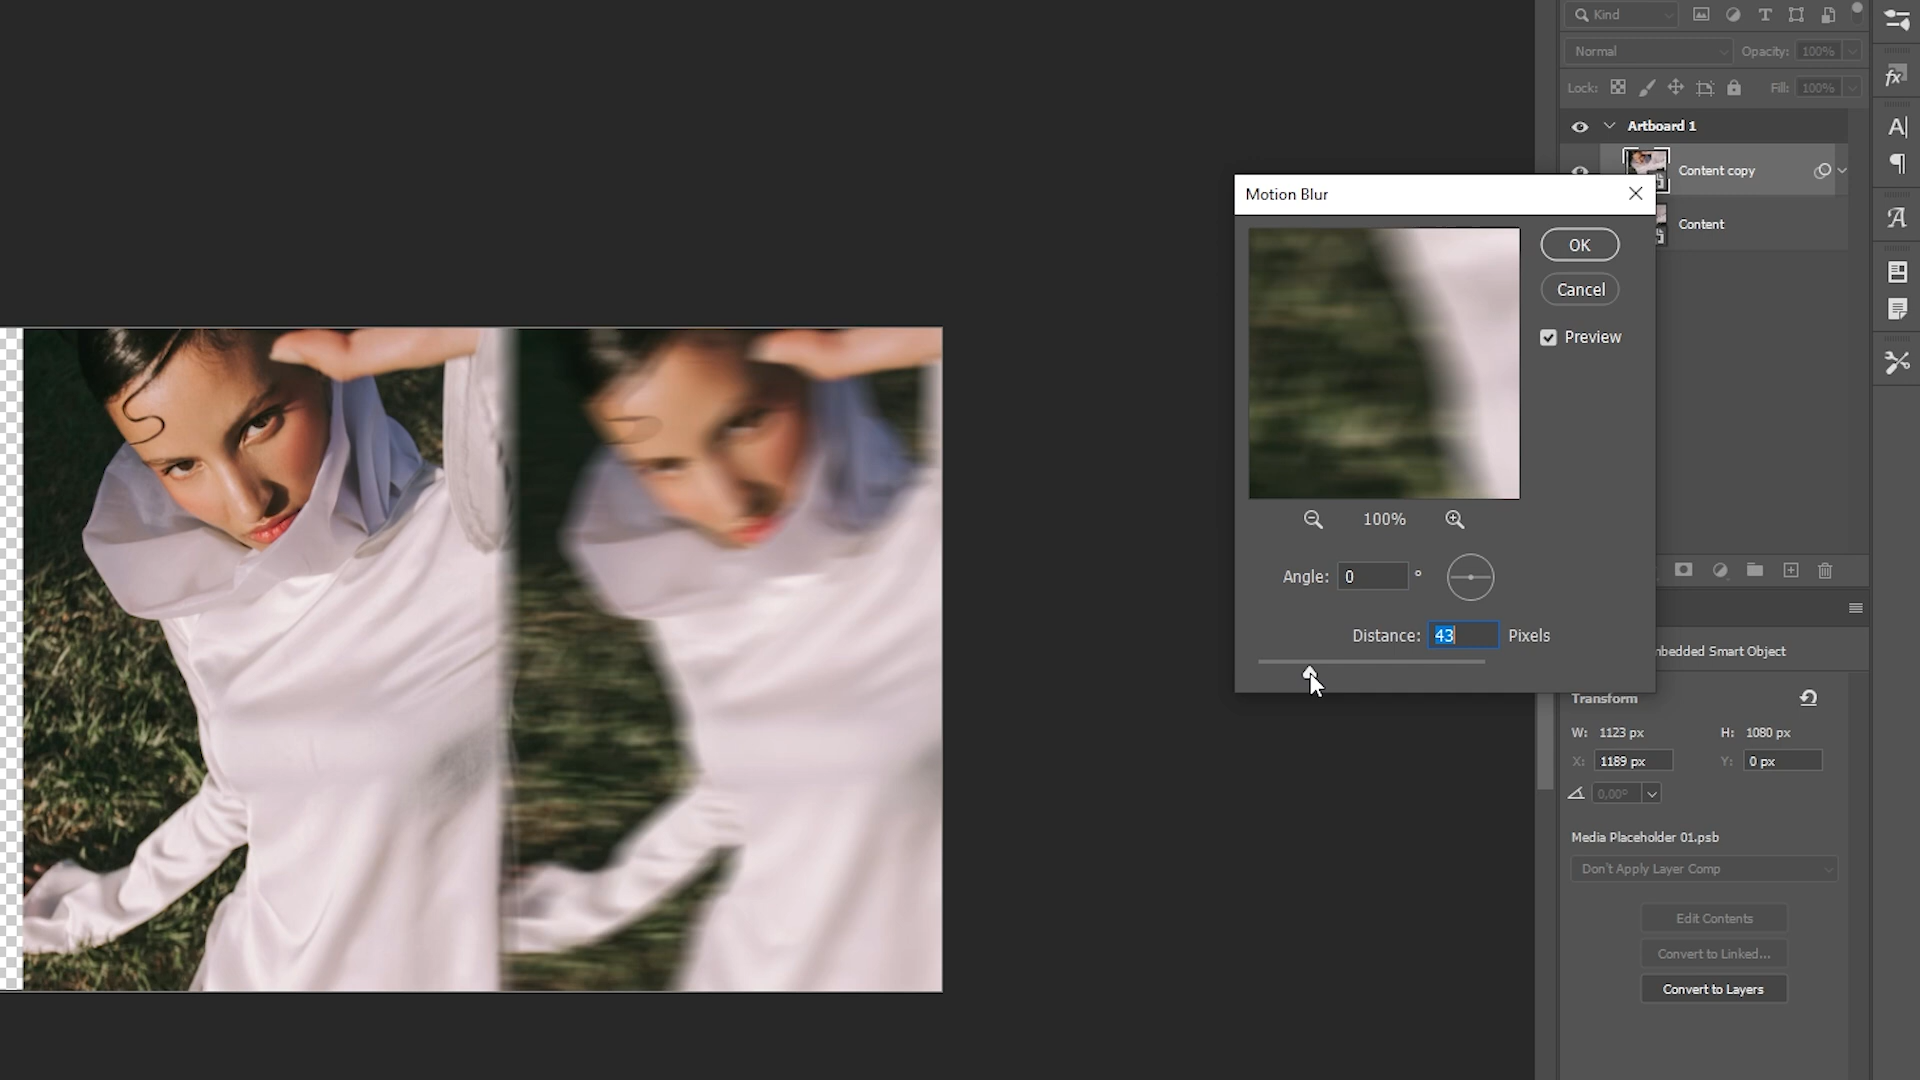 Kind
Normal
Opacity: 100%
Lock:
Fill: 100%
Artboard 1
Content copy
Content
Motion Blur
OK
Cancel
Preview
100%
Angle: 0 °
Distance: 43 Pixels
bedded Smart Object
Transform
W: 1123 px H: 1080 px
X: 1189 px Y: 0 px
0,00°
Media Placeholder 01.psb
Don't Apply Layer Comp
Edit Contents
Convert to Linked...
Convert to Layers